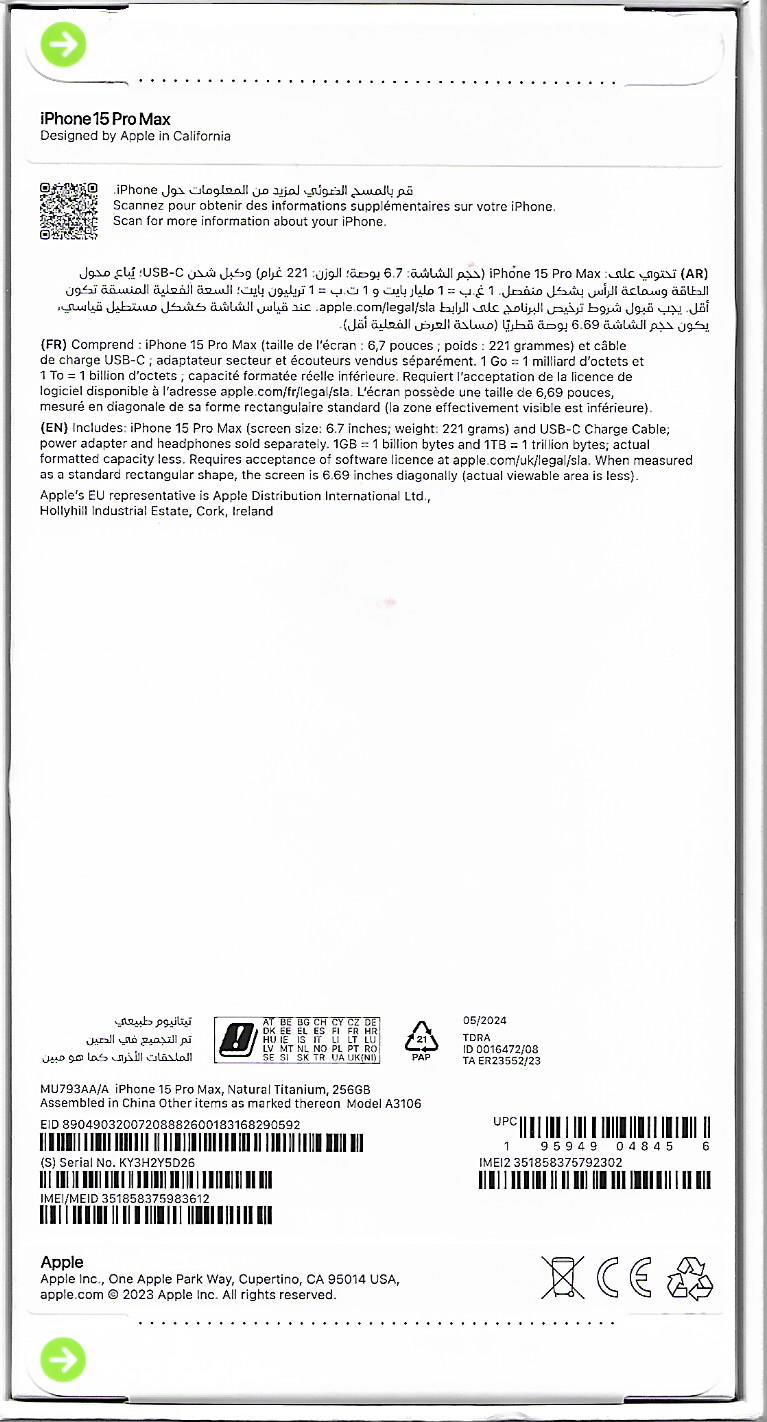 iPhone 15 Pro Max
Designed by Apple in California
قم بالمسح الضوئي لمزيد من المعلومات حول iPhone.
Scannez pour obtenir des informations supplémentaires sur votre iPhone.
Scan for more information about your iPhone.
(AR) تحتوي على: iPhone 15 Pro Max (حجم الشاشة: 6.7 بوصة؛ الوزن: 221 غرام) وكبل شحن USB-C؛ يُباع محول
الطاقة وسماعة الرأس بشكل منفصل. 1 غ.ب = 1 مليار بايت و 1 ت.ب = 1 تريليون بايت؛ السعة الفعلية المنسقة تكون
أقل. يجب قبول شروط ترخيص البرنامج على الرابط apple.com/legal/sla. عند قياس الشاشة كشكل مستطيل قياسي،
يكون حجم الشاشة 6.69 بوصة قطريًا (مساحة العرض الفعلية أقل).
(FR) Comprend : iPhone 15 Pro Max (taille de l’écran : 6,7 pouces ; poids : 221 grammes) et câble
de charge USB-C ; adaptateur secteur et écouteurs vendus séparément. 1 Go = 1 milliard d’octets et
1 To = 1 billion d’octets ; capacité formatée réelle inférieure. Requiert l’acceptation de la licence de
logiciel disponible à l’adresse apple.com/fr/legal/sla. L’écran possède une taille de 6,69 pouces,
mesuré en diagonale de sa forme rectangulaire standard (la zone effectivement visible est inférieure).
(EN) Includes: iPhone 15 Pro Max (screen size: 6.7 inches; weight: 221 grams) and USB-C Charge Cable;
power adapter and headphones sold separately. 1GB = 1 billion bytes and 1TB = 1 trillion bytes; actual
formatted capacity less. Requires acceptance of software licence at apple.com/uk/legal/sla. When measured
as a standard rectangular shape, the screen is 6.69 inches diagonally (actual viewable area is less).
Apple’s EU representative is Apple Distribution International Ltd.,
Hollyhill Industrial Estate, Cork, Ireland
تيتانيوم طبيعي
تم التجميع في الصين
الملحقات الأخرى كما هو مبين
AT BE BG CH CY CZ DE
DK EE EL ES FI FR HR
HU IE IS IT LI LT LU
LV MT NL NO PL PT RO
SE SI SK TR UA UK(NI)
21
PAP
05/2024
TDRA
ID 0016472/08
TA ER23552/23
MU793AA/A iPhone 15 Pro Max, Natural Titanium, 256GB
Assembled in China Other items as marked thereon Model A3106
EID 89049032007208882600183168290592
UPC
1 95949 04845 6
(S) Serial No. KY3H2Y5D26
IMEI2 351858375792302
IMEI/MEID 351858375983612
Apple
Apple Inc., One Apple Park Way, Cupertino, CA 95014 USA,
apple.com © 2023 Apple Inc. All rights reserved.
CE